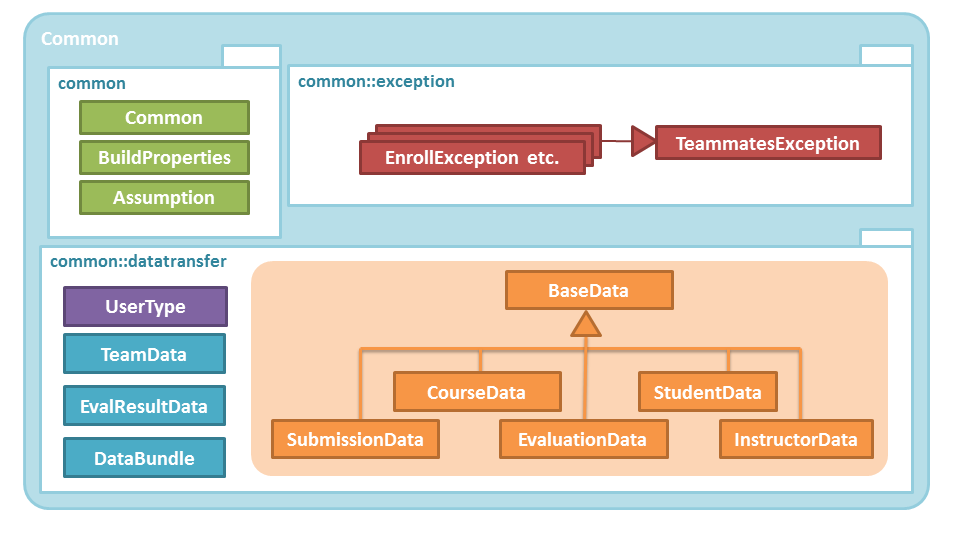 Common
common
Common
BuildProperties
Assumption
common::exception
EnrollException etc.
TeammatesException
common::datatransfer
UserType
TeamData
EvalResultData
DataBundle
BaseData
CourseData
StudentData
SubmissionData
EvaluationData
InstructorData